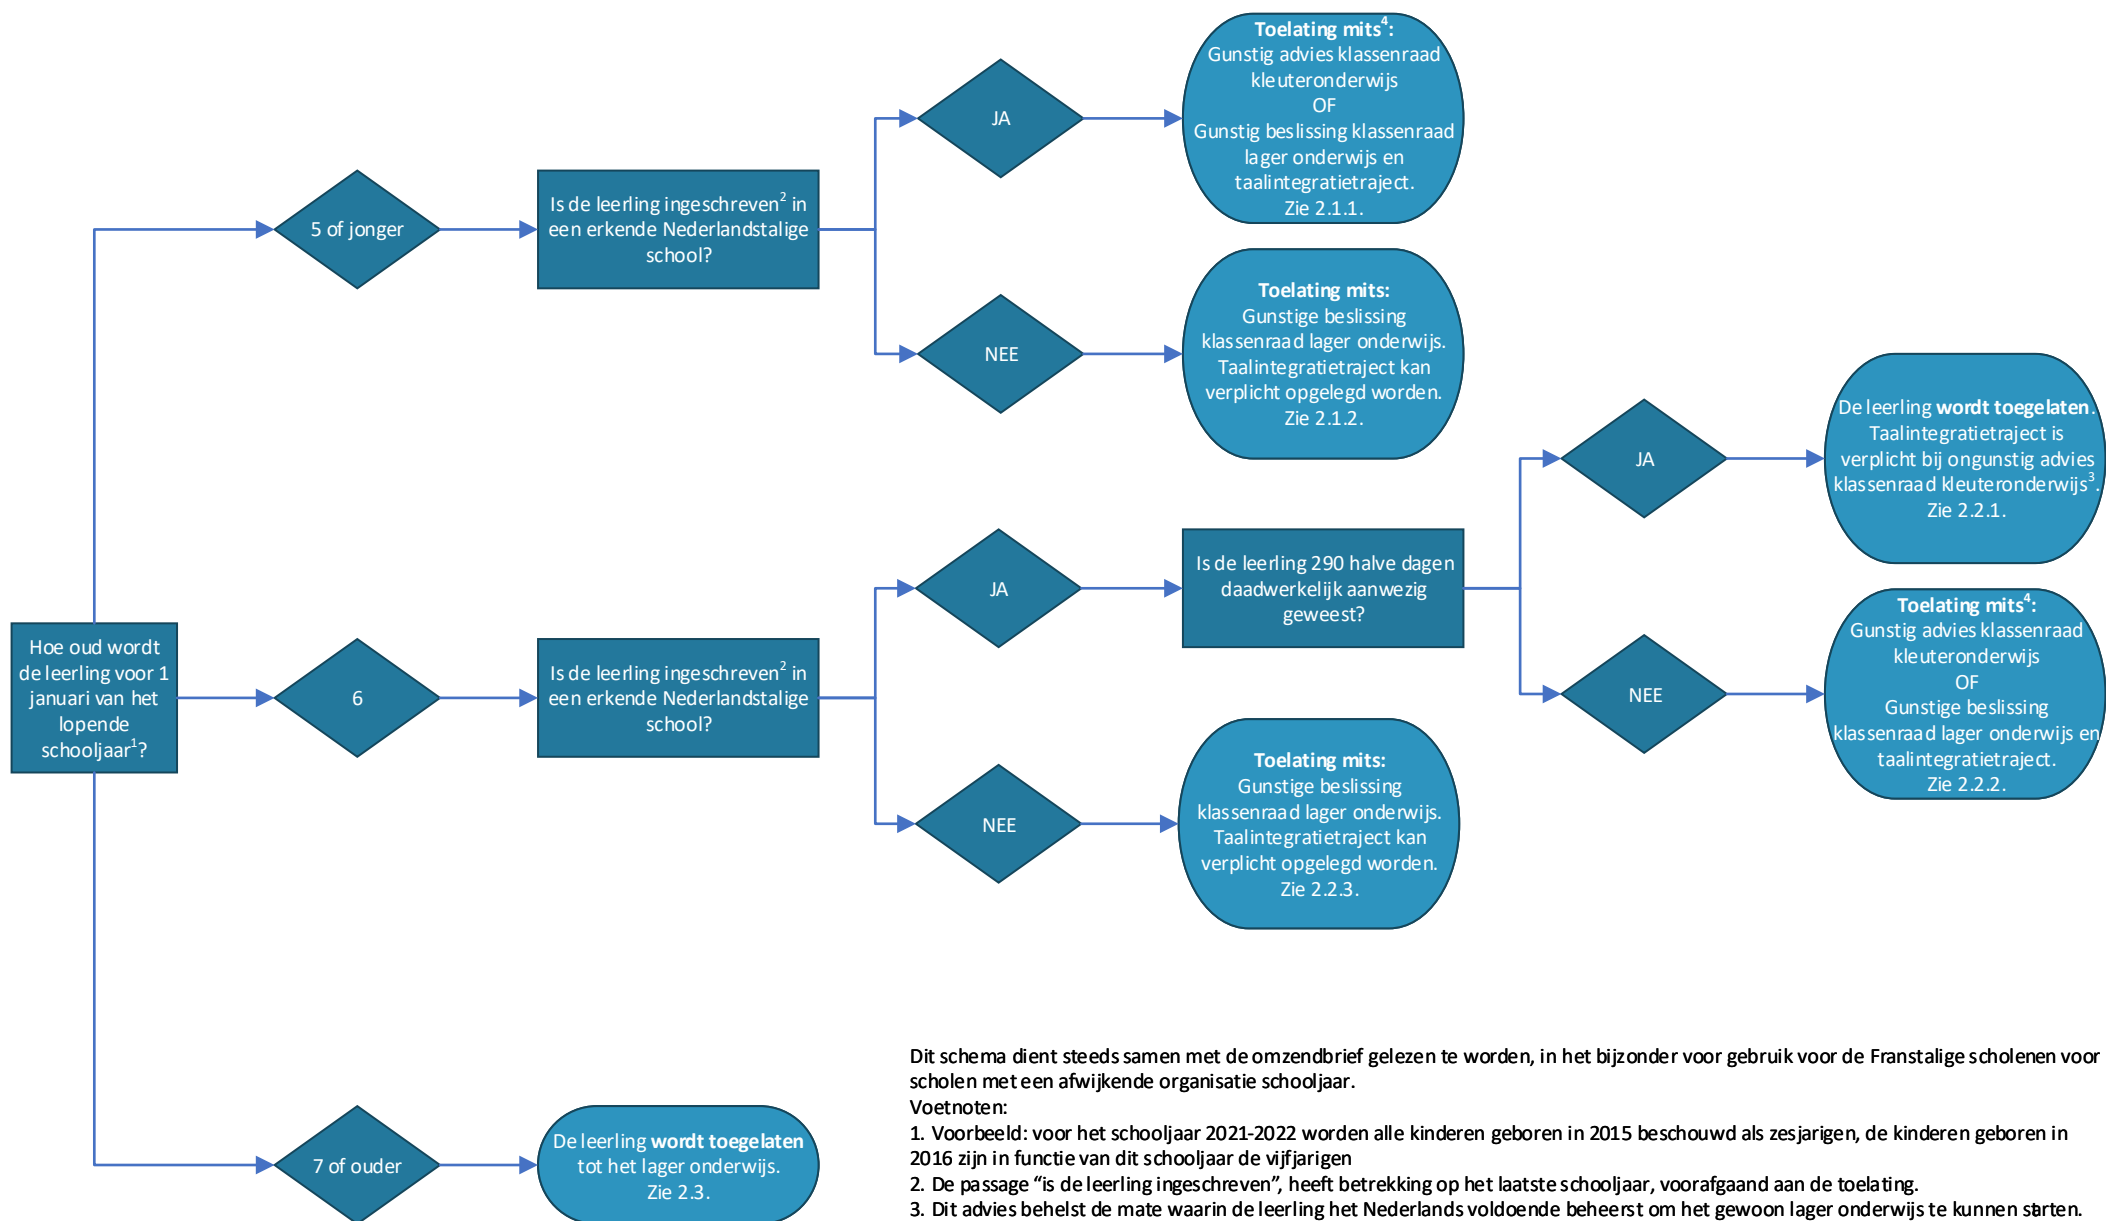 Toelating mits4:
Gunstig advies klassenraad
kleuteronderwijs
OF
Gunstig beslissing klassenraad
lager onderwijs en
taalintegratietraject.
Zie 2.1.1.
JA
5 of jonger
Is de leerling ingeschreven2 in
een erkende Nederlandstalige
school?
NEE
Toelating mits:
Gunstige beslissing
klassenraad lager onderwijs.
Taalintegratietraject kan
verplicht opgelegd worden.
Zie 2.1.2.
Hoe oud wordt
de leerling voor 1
januari van het
lopende
schooljaar1?
6
Is de leerling ingeschreven2 in
een erkende Nederlandstalige
school?
JA
Is de leerling 290 halve dagen
daadwerkelijk aanwezig
geweest?
JA
De leerling wordt toegelaten.
Taalintegratietraject is
verplicht bij ongunstig advies
klassenraad kleuteronderwijs3.
Zie 2.2.1.
NEE
Toelating mits4:
Gunstig advies klassenraad
kleuteronderwijs
OF
Gunstige beslissing
klassenraad lager onderwijs en
taalintegratietraject.
Zie 2.2.2.
NEE
Toelating mits:
Gunstige beslissing
klassenraad lager onderwijs.
Taalintegratietraject kan
verplicht opgelegd worden.
Zie 2.2.3.
7 of ouder
De leerling wordt toegelaten
tot het lager onderwijs.
Zie 2.3.
Dit schema dient steeds samen met de omzendbrief gelezen te worden, in het bijzonder voor gebruik voor de Franstalige scholen en voor
scholen met een afwijkende organisatie schooljaar.
Voetnoten:
1. Voorbeeld: voor het schooljaar 2021-2022 worden alle kinderen geboren in 2015 beschouwd als zesjarigen, de kinderen geboren in
2016 zijn in functie van dit schooljaar de vijfjarigen
2. De passage “is de leerling ingeschreven”, heeft betrekking op het laatste schooljaar, voorafgaand aan de toelating.
3. Dit advies behelst de mate waarin de leerling het Nederlands voldoende beheerst om het gewoon lager onderwijs te kunnen starten.